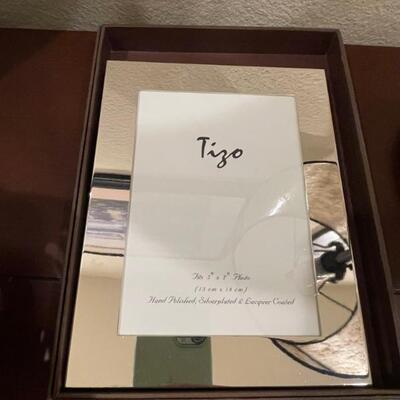 Tizo
Fits 5" x 7" Photo
(13 cm x 18 cm)
Hand Polished, Silverplated & Lacquer Coated